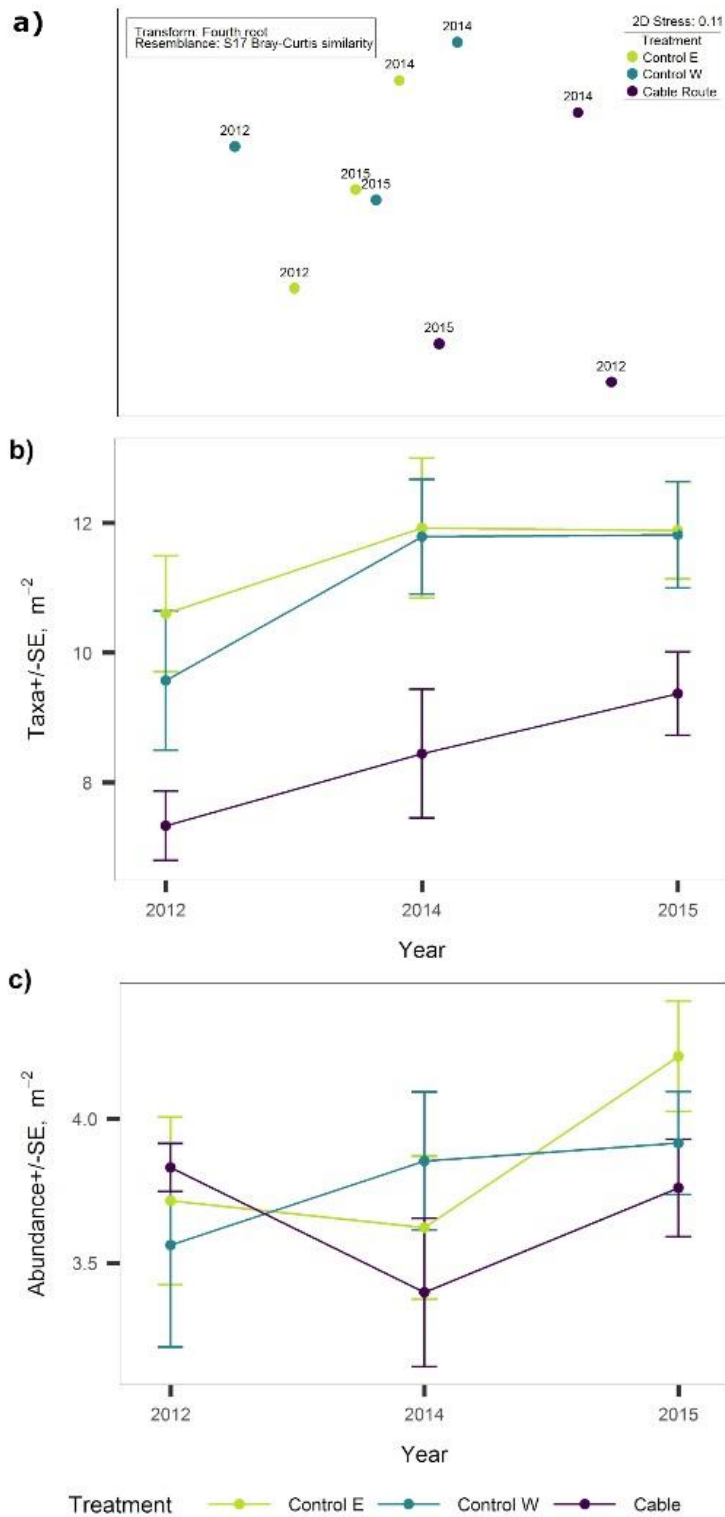 a)
Transform: Fourth root
Resemblance: S17 Bray-Curtis similarity
2D Stress: 0.11
Treatment
Control E
Control W
Cable Route
2014
2014
2014
2012
2015
2015
2012
2015
2012
b)
Taxa+/-SE, m⁻²
12
10
8
2012 2014 2015
Year
c)
Abundance+/-SE, m⁻²
4.0
3.5
2012 2014 2015
Year
Treatment Control E Control W Cable